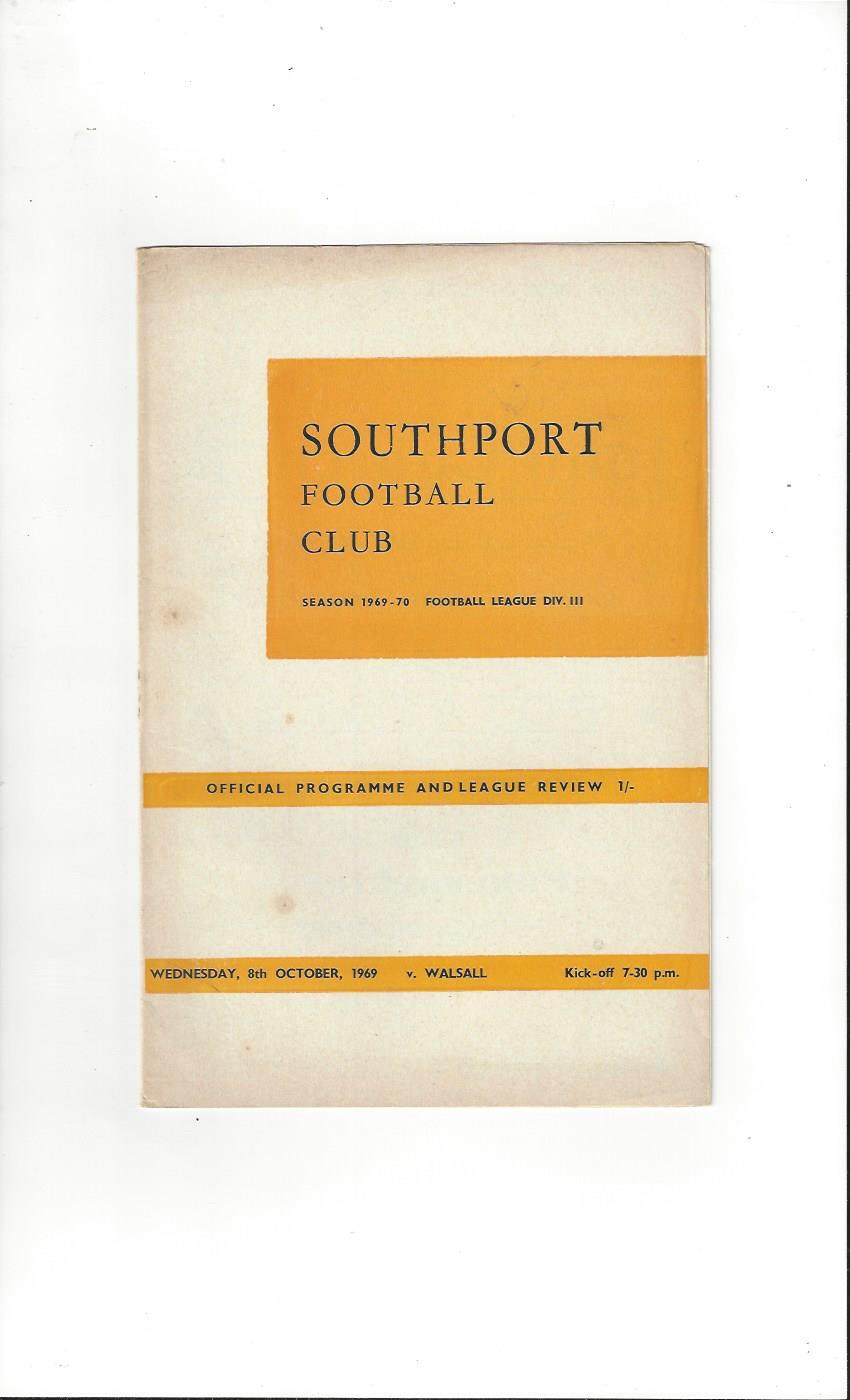 SOUTHPORT
FOOTBALL
CLUB
SEASON 1969-70 FOOTBALL LEAGUE DIV. III
OFFICIAL PROGRAMME AND LEAGUE REVIEW 1/-
WEDNESDAY, 8th OCTOBER, 1969 v. WALSALL Kick-off 7-30 p.m.